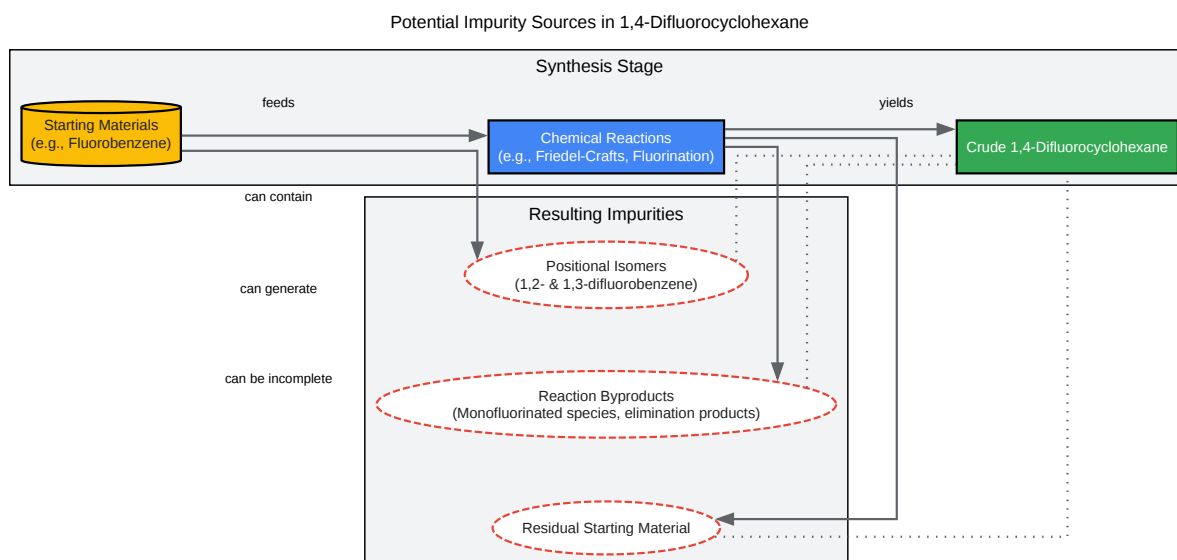 Potential Impurity Sources in 1,4-Difluorocyclohexane
Synthesis Stage
feeds
yields
Starting Materials
(e.g., Fluorobenzene)
Chemical Reactions
(e.g., Friedel-Crafts, Fluorination)
Crude 1,4-Difluorocyclohexane
can contain
Resulting Impurities
Positional Isomers
(1,2- & 1,3-difluorobenzene)
can generate
can be incomplete
Reaction Byproducts
(Monofluorinated species, elimination products)
Residual Starting Material